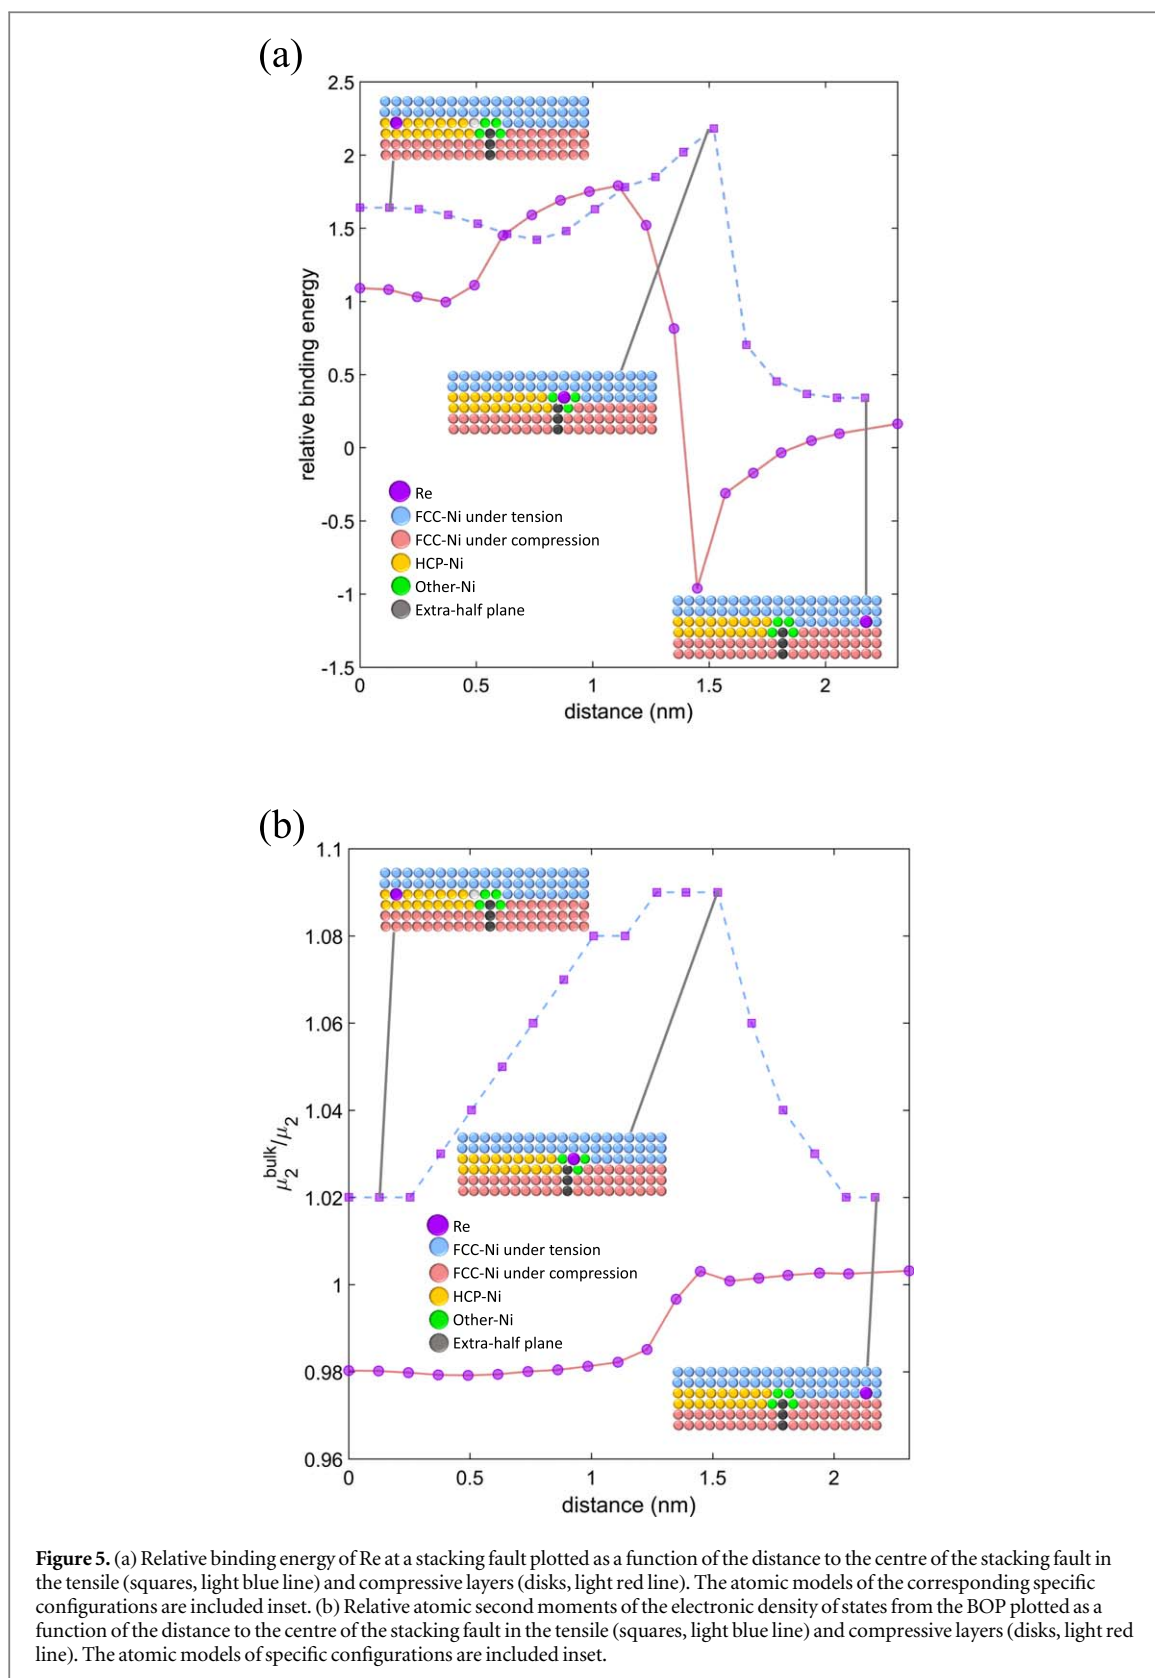 (a)
2.5
2
1.5
1
0.5
0
-0.5
-1
-1.5
relative binding energy
Re
FCC-Ni under tension
FCC-Ni under compression
HCP-Ni
Other-Ni
Extra-half plane
0 0.5 1 1.5 2
distance (nm)
(b)
1.1
1.08
1.06
1.04
1.02
1
0.98
0.96
μ₂ᵇᵘˡᵏ/μ₂
Re
FCC-Ni under tension
FCC-Ni under compression
HCP-Ni
Other-Ni
Extra-half plane
0 0.5 1 1.5 2
distance (nm)
Figure 5. (a) Relative binding energy of Re at a stacking fault plotted as a function of the distance to the centre of the stacking fault in
the tensile (squares, light blue line) and compressive layers (disks, light red line). The atomic models of the corresponding specific
configurations are included inset. (b) Relative atomic second moments of the electronic density of states from the BOP plotted as a
function of the distance to the centre of the stacking fault in the tensile (squares, light blue line) and compressive layers (disks, light red
line). The atomic models of specific configurations are included inset.